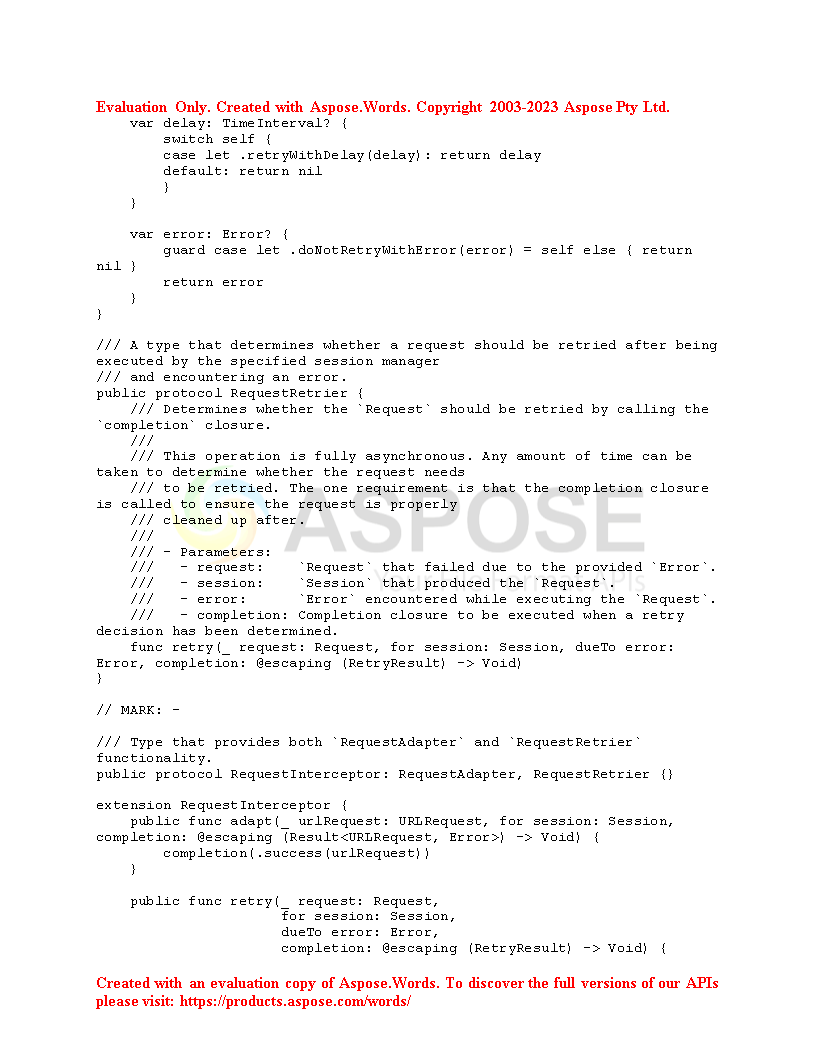 Evaluation Only. Created with Aspose.Words. Copyright 2003-2023 Aspose Pty Ltd.
    var delay: TimeInterval? {
        switch self {
        case let .retryWithDelay(delay): return delay
        default: return nil
        }
    }

    var error: Error? {
        guard case let .doNotRetryWithError(error) = self else { return
nil }
        return error
    }
}

/// A type that determines whether a request should be retried after being
executed by the specified session manager
/// and encountering an error.
public protocol RequestRetrier {
    /// Determines whether the `Request` should be retried by calling the
`completion` closure.
    ///
    /// This operation is fully asynchronous. Any amount of time can be
taken to determine whether the request needs
    /// to be retried. The one requirement is that the completion closure
is called to ensure the request is properly
    /// cleaned up after.
ASPOSE
    ///
    /// - Parameters:
    ///   - request:    `Request` that failed due to the provided `Error`.
    ///   - session:    `Session` that produced the `Request`.
    ///   - error:      `Error` encountered while executing the `Request`.
    ///   - completion: Completion closure to be executed when a retry
decision has been determined.
    func retry(_ request: Request, for session: Session, dueTo error:
Error, completion: @escaping (RetryResult) -> Void)
}

// MARK: -

/// Type that provides both `RequestAdapter` and `RequestRetrier`
functionality.
public protocol RequestInterceptor: RequestAdapter, RequestRetrier {}

extension RequestInterceptor {
    public func adapt(_ urlRequest: URLRequest, for session: Session,
completion: @escaping (Result<URLRequest, Error>) -> Void) {
        completion(.success(urlRequest))
    }

    public func retry(_ request: Request,
                      for session: Session,
                      dueTo error: Error,
                      completion: @escaping (RetryResult) -> Void) {

Created with an evaluation copy of Aspose.Words. To discover the full versions of our APIs
please visit: https://products.aspose.com/words/